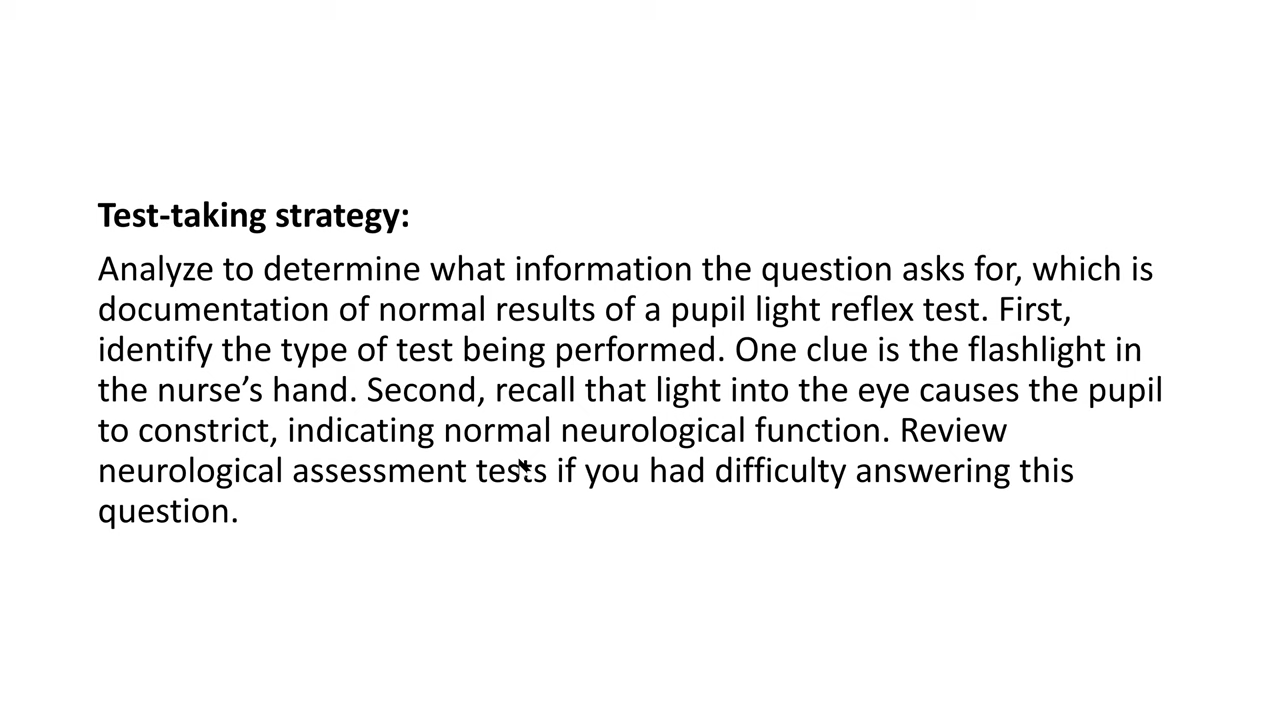 Test-taking strategy:
Analyze to determine what information the question asks for, which is
documentation of normal results of a pupil light reflex test. First,
identify the type of test being performed. One clue is the flashlight in
the nurse’s hand. Second, recall that light into the eye causes the pupil
to constrict, indicating normal neurological function. Review
neurological assessment tests if you had difficulty answering this
question.